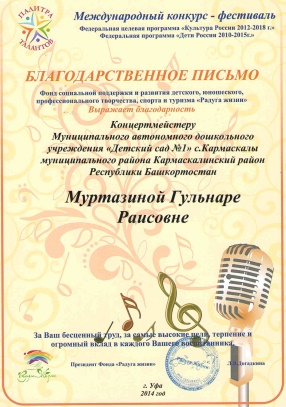 ПАЛИТРА
ТАЛАНТОВ
Международный конкурс - фестиваль
Федеральная целевая программа «Культура России 2012-2018 г.»
Федеральная программа «Дети России 2010-2015г.»
БЛАГОДАРСТВЕННОЕ ПИСЬМО
Фонд социальной поддержки и развития детского, юношеского,
профессионального творчества, спорта и туризма «Радуга жизни»
Выражает благодарность
Концертмейстеру
Муниципального автономного дошкольного
учреждения «Детский сад №1» с.Кармаскалы
муниципального района Кармаскалинский район
Республики Башкортостан
Муртазиной Гульнаре
Раисовне
За Ваш бесценный труд, за самые высокие цели, терпение и
огромный вклад в каждого Вашего воспитанника.
Президент Фонда «Радуга жизни»
г. Уфа
2014 год